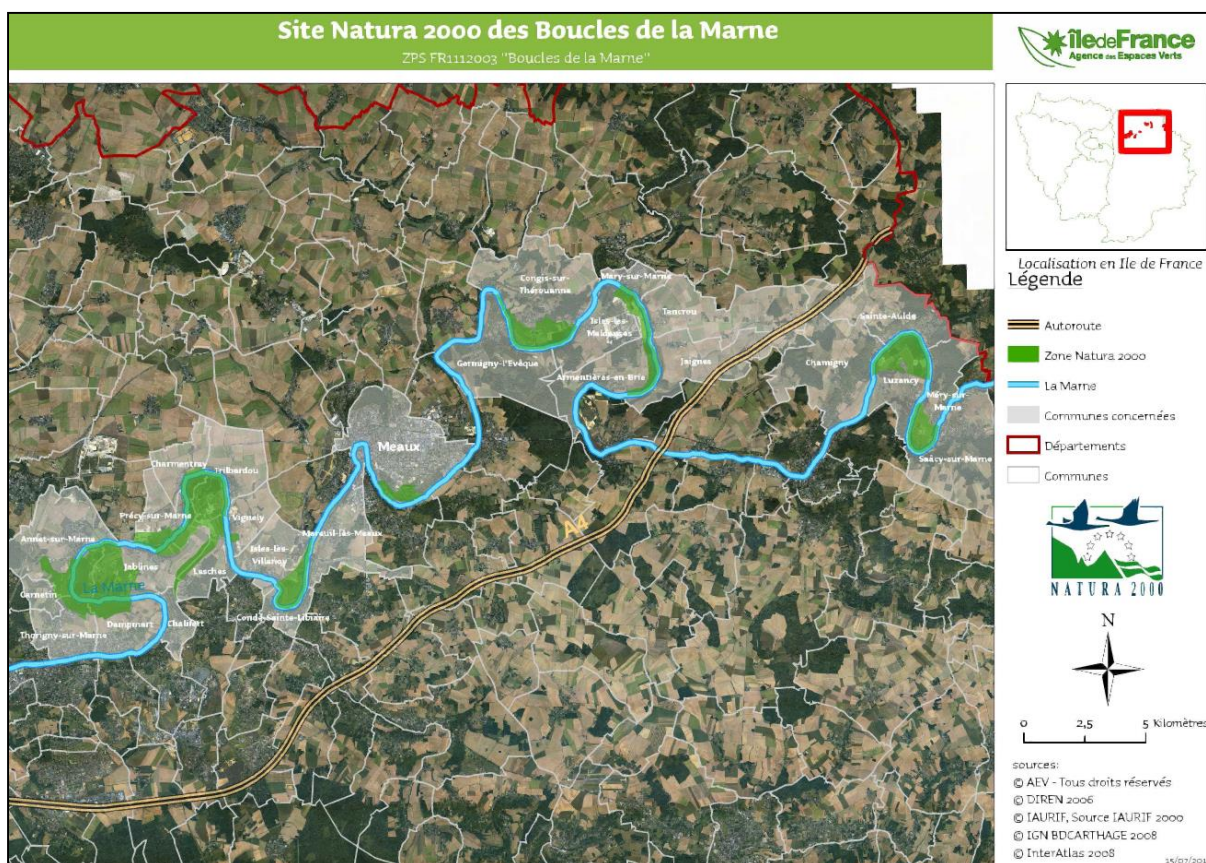 Site Natura 2000 des Boucles de la Marne
ZPS FR1112003 "Boucles de la Marne"
îledeFrance
Agence des Espaces Verts
Localisation en Ile de France
Légende
Autoroute
Zone Natura 2000
La Marne
Communes concernées
Départements
Communes
NATURA 2000
N
0 2,5 5 Kilomètres
sources:
© AEV - Tous droits réservés
© DIREN 2006
© IAURIF, Source IAURIF 2000
© IGN BDCARTHAGE 2008
© InterAtlas 2008
15/07/201
Congis-sur-
Thérouanne
Mary-sur-Marne
Isles-les-
Meldeuses
Tancrou
Germigny-l'Evêque
Armentières-en-Brie
Jaignes
Chamigny
Sainte-Aulde
Luzancy
Méry-sur-
Marne
Saâcy-sur-Marne
Meaux
Charmentray
Trilbardou
Précy-sur-Marne
Vignely
Mareuil-lès-Meaux
Isles-les-
Villenoy
Annet-sur-Marne
Jablines
Lesches
La Marne
Carnetin
Dampmart
Chalifert
Condé-Sainte-Libiaire
Thorigny-sur-Marne
A4